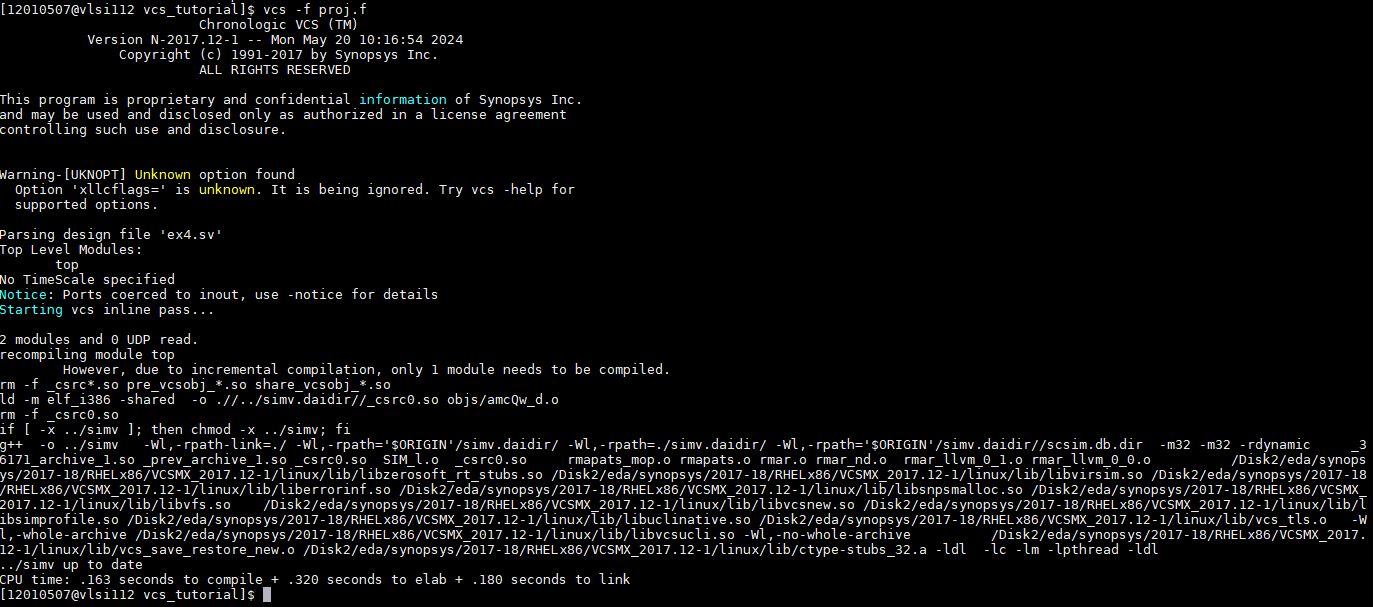 [12010507@vlsi112 vcs_tutorial]$ vcs -f proj.f
Chronologic VCS (TM)
Version N-2017.12-1 -- Mon May 20 10:16:54 2024
Copyright (c) 1991-2017 by Synopsys Inc.
ALL RIGHTS RESERVED
This program is proprietary and confidential information of Synopsys Inc.
and may be used and disclosed only as authorized in a license agreement
controlling such use and disclosure.
Warning-[UKNOPT] Unknown option found
Option 'xllcflags=' is unknown. It is being ignored. Try vcs -help for
supported options.
Parsing design file 'ex4.sv'
Top Level Modules:
top
No TimeScale specified
Notice: Ports coerced to inout, use -notice for details
Starting vcs inline pass...
2 modules and 0 UDP read.
recompiling module top
However, due to incremental compilation, only 1 module needs to be compiled.
rm -f _csrc*.so pre_vcsobj_*.so share_vcsobj_*.so
ld -m elf_i386 -shared  -o .//../simv.daidir//_csrc0.so objs/amcQw_d.o
rm -f _csrc0.so
if [ -x ../simv ]; then chmod -x ../simv; fi
g++  -o ../simv   -Wl,-rpath-link=./ -Wl,-rpath='$ORIGIN'/simv.daidir/ -Wl,-rpath=./simv.daidir/ -Wl,-rpath='$ORIGIN'/simv.daidir//scsim.db.dir  -m32 -m32 -rdynamic     _3
6171_archive_1.so _prev_archive_1.so _csrc0.so  SIM_l.o  _csrc0.so     rmapats_mop.o rmapats.o rmar.o rmar_nd.o  rmar_llvm_0_1.o rmar_llvm_0_0.o          /Disk2/eda/synops
ys/2017-18/RHELx86/VCSMX_2017.12-1/linux/lib/libzerosoft_rt_stubs.so /Disk2/eda/synopsys/2017-18/RHELx86/VCSMX_2017.12-1/linux/lib/libvirsim.so /Disk2/eda/synopsys/2017-18
/RHELx86/VCSMX_2017.12-1/linux/lib/liberrorinf.so /Disk2/eda/synopsys/2017-18/RHELx86/VCSMX_2017.12-1/linux/lib/libsnpsmalloc.so /Disk2/eda/synopsys/2017-18/RHELx86/VCSMX_
2017.12-1/linux/lib/libvfs.so    /Disk2/eda/synopsys/2017-18/RHELx86/VCSMX_2017.12-1/linux/lib/libvcsnew.so /Disk2/eda/synopsys/2017-18/RHELx86/VCSMX_2017.12-1/linux/lib/l
ibsimprofile.so /Disk2/eda/synopsys/2017-18/RHELx86/VCSMX_2017.12-1/linux/lib/libuclinative.so /Disk2/eda/synopsys/2017-18/RHELx86/VCSMX_2017.12-1/linux/lib/vcs_tls.o   -W
l,-whole-archive /Disk2/eda/synopsys/2017-18/RHELx86/VCSMX_2017.12-1/linux/lib/libvcsucli.so -Wl,-no-whole-archive          /Disk2/eda/synopsys/2017-18/RHELx86/VCSMX_2017.
12-1/linux/lib/vcs_save_restore_new.o /Disk2/eda/synopsys/2017-18/RHELx86/VCSMX_2017.12-1/linux/lib/ctype-stubs_32.a -ldl  -lc -lm -lpthread -ldl
../simv up to date
CPU time: .163 seconds to compile + .320 seconds to elab + .180 seconds to link
[12010507@vlsi112 vcs_tutorial]$